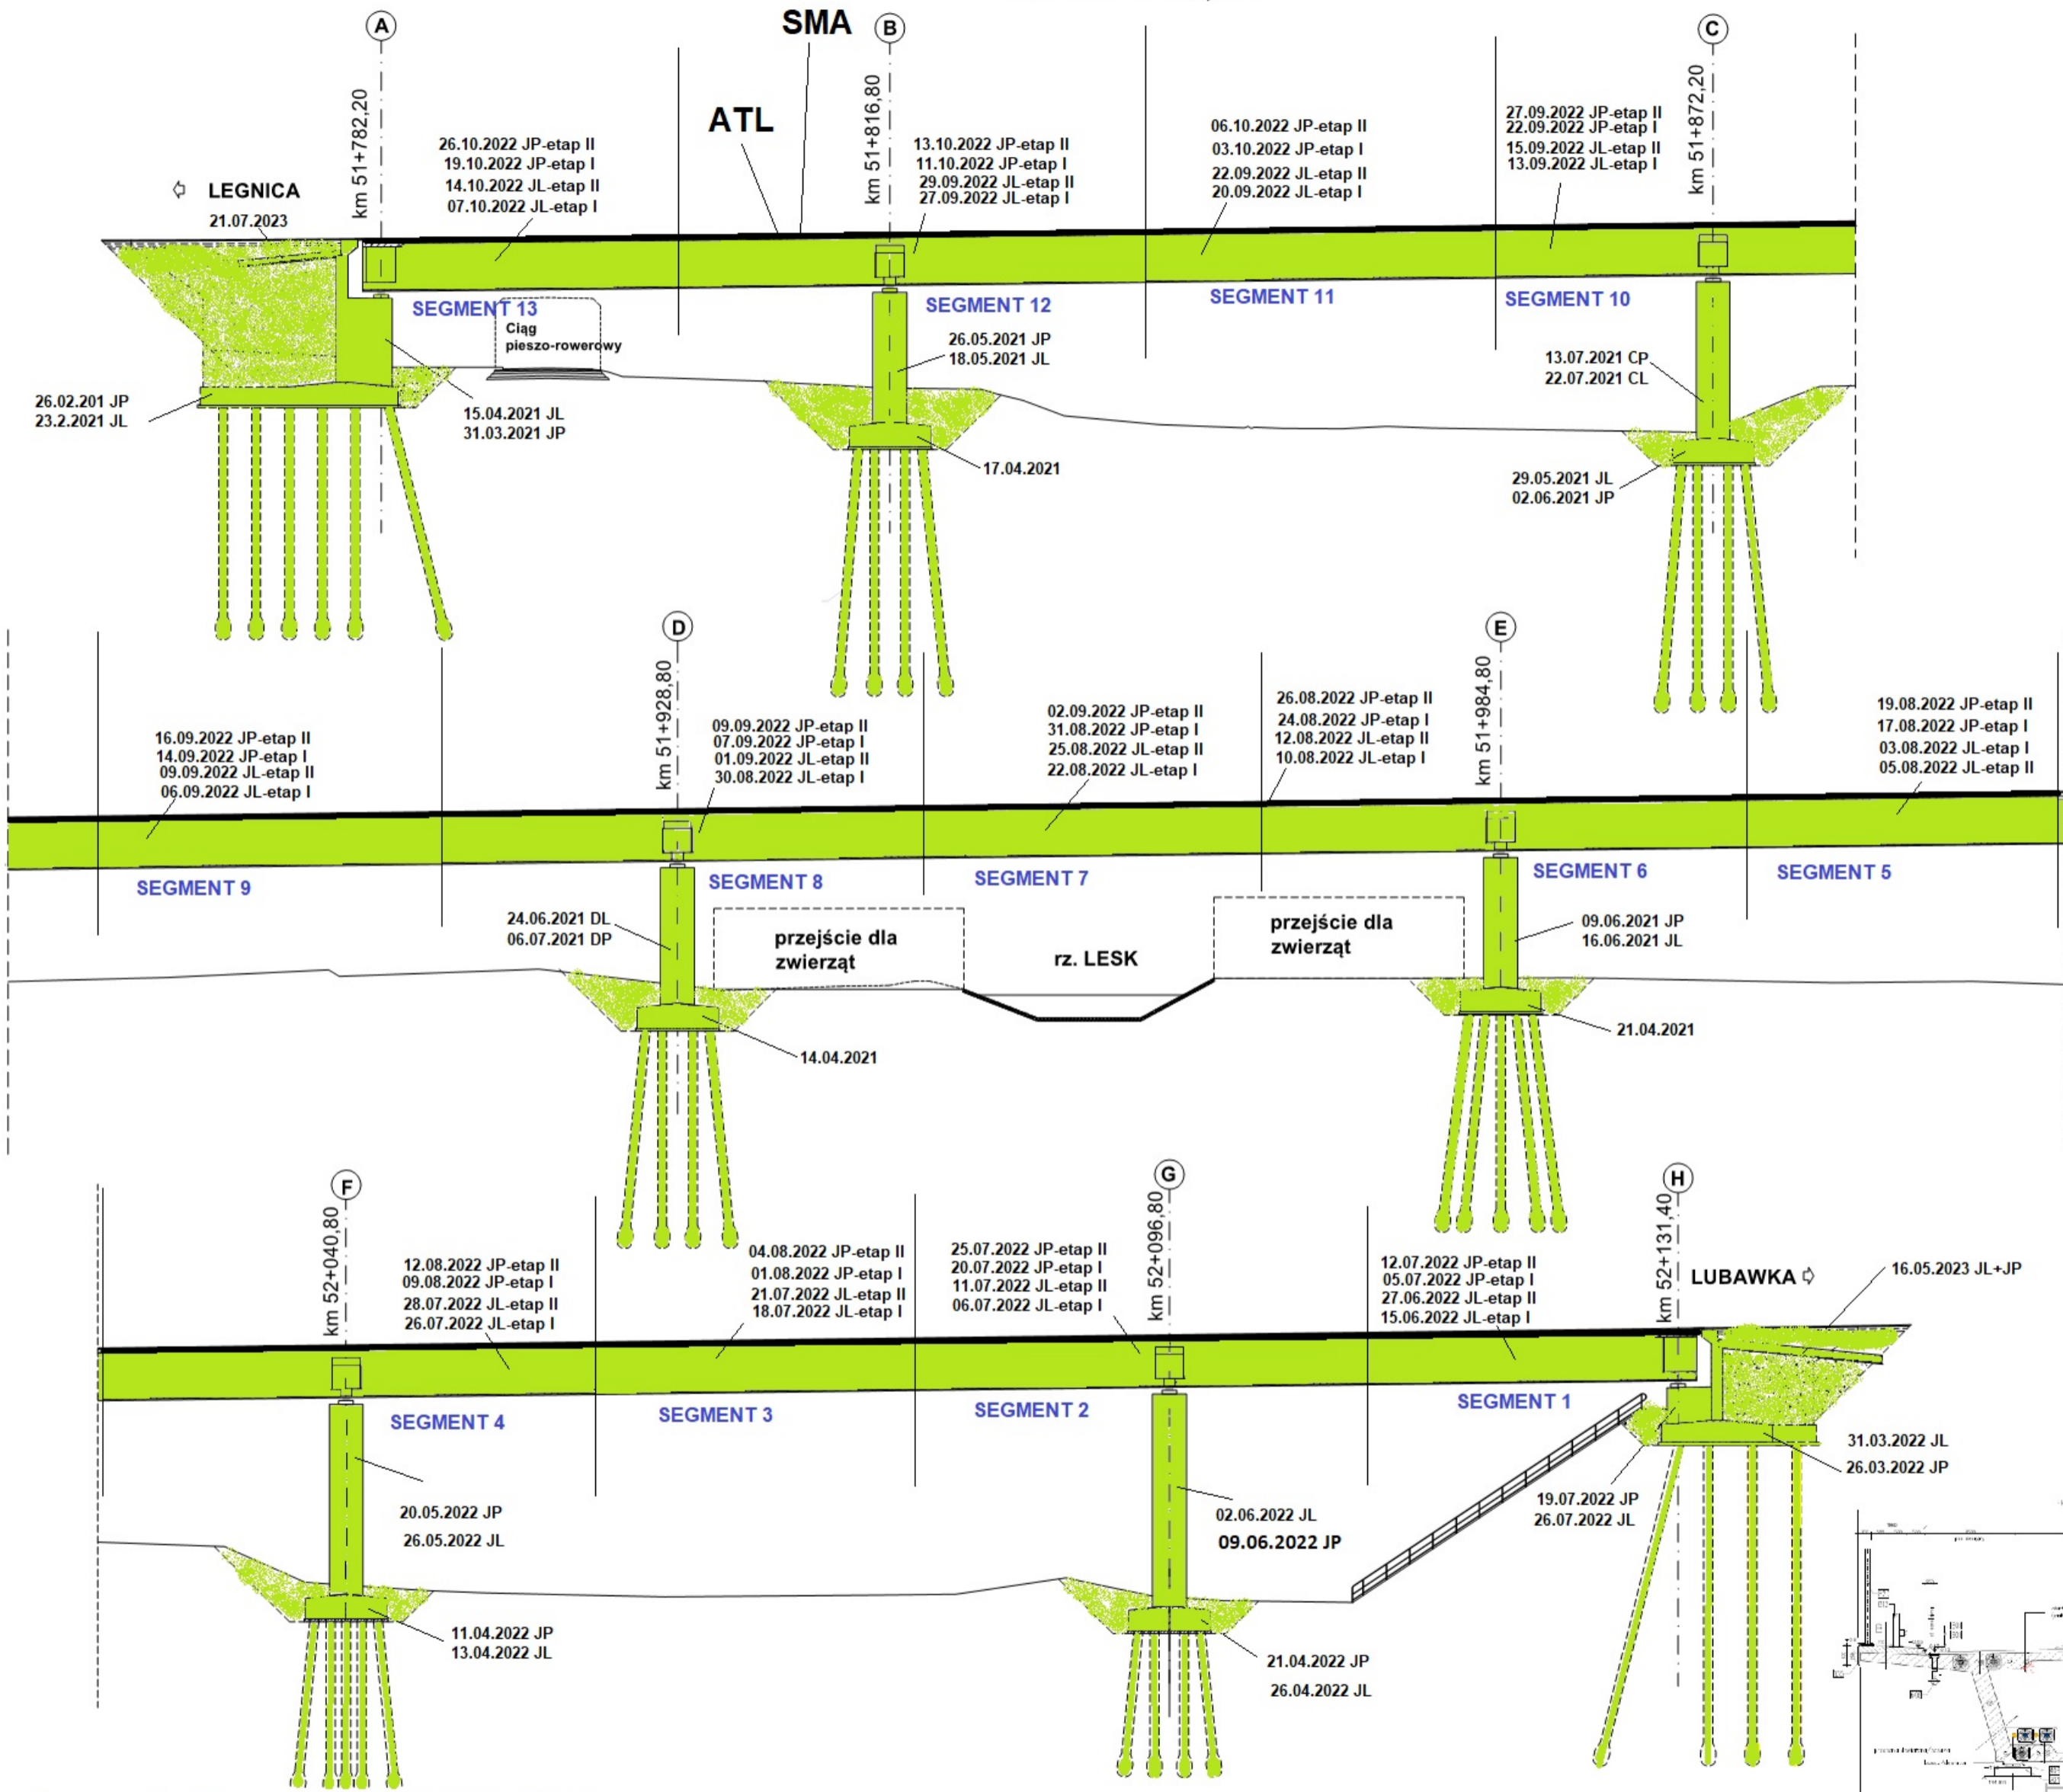 A
SMA
B
C
km 51+782,20
ATL
km 51+816,80
km 51+872,20
26.10.2022 JP-etap II
19.10.2022 JP-etap I
14.10.2022 JL-etap II
07.10.2022 JL-etap I
13.10.2022 JP-etap II
11.10.2022 JP-etap I
29.09.2022 JL-etap II
27.09.2022 JL-etap I
06.10.2022 JP-etap II
03.10.2022 JP-etap I
22.09.2022 JL-etap II
20.09.2022 JL-etap I
27.09.2022 JP-etap II
22.09.2022 JP-etap I
15.09.2022 JL-etap II
13.09.2022 JL-etap I
LEGNICA
21.07.2023
SEGMENT 13
SEGMENT 12
SEGMENT 11
SEGMENT 10
Ciąg
pieszo-rowerowy
26.05.2021 JP
18.05.2021 JL
13.07.2021 CP
22.07.2021 CL
26.02.201 JP
23.2.2021 JL
15.04.2021 JL
31.03.2021 JP
17.04.2021
29.05.2021 JL
02.06.2021 JP
D
E
km 51+928,80
km 51+984,80
16.09.2022 JP-etap II
14.09.2022 JP-etap I
09.09.2022 JL-etap II
06.09.2022 JL-etap I
09.09.2022 JP-etap II
07.09.2022 JP-etap I
01.09.2022 JL-etap II
30.08.2022 JL-etap I
02.09.2022 JP-etap II
31.08.2022 JP-etap I
25.08.2022 JL-etap II
22.08.2022 JL-etap I
26.08.2022 JP-etap II
24.08.2022 JP-etap I
12.08.2022 JL-etap II
10.08.2022 JL-etap I
19.08.2022 JP-etap II
17.08.2022 JP-etap I
03.08.2022 JL-etap I
05.08.2022 JL-etap II
SEGMENT 9
SEGMENT 8
SEGMENT 7
SEGMENT 6
SEGMENT 5
24.06.2021 DL
06.07.2021 DP
przejście dla
zwierząt
rz. LESK
przejście dla
zwierząt
09.06.2021 JP
16.06.2021 JL
14.04.2021
21.04.2021
F
G
H
km 52+040,80
km 52+096,80
km 52+131,40
12.08.2022 JP-etap II
09.08.2022 JP-etap I
28.07.2022 JL-etap II
26.07.2022 JL-etap I
04.08.2022 JP-etap II
01.08.2022 JP-etap I
21.07.2022 JL-etap II
18.07.2022 JL-etap I
25.07.2022 JP-etap II
20.07.2022 JP-etap I
11.07.2022 JL-etap II
06.07.2022 JL-etap I
12.07.2022 JP-etap II
05.07.2022 JP-etap I
27.06.2022 JL-etap II
15.06.2022 JL-etap I
LUBAWKA
16.05.2023 JL+JP
SEGMENT 4
SEGMENT 3
SEGMENT 2
SEGMENT 1
31.03.2022 JL
26.03.2022 JP
20.05.2022 JP
26.05.2022 JL
02.06.2022 JL
09.06.2022 JP
19.07.2022 JP
26.07.2022 JL
11.04.2022 JP
13.04.2022 JL
21.04.2022 JP
26.04.2022 JL